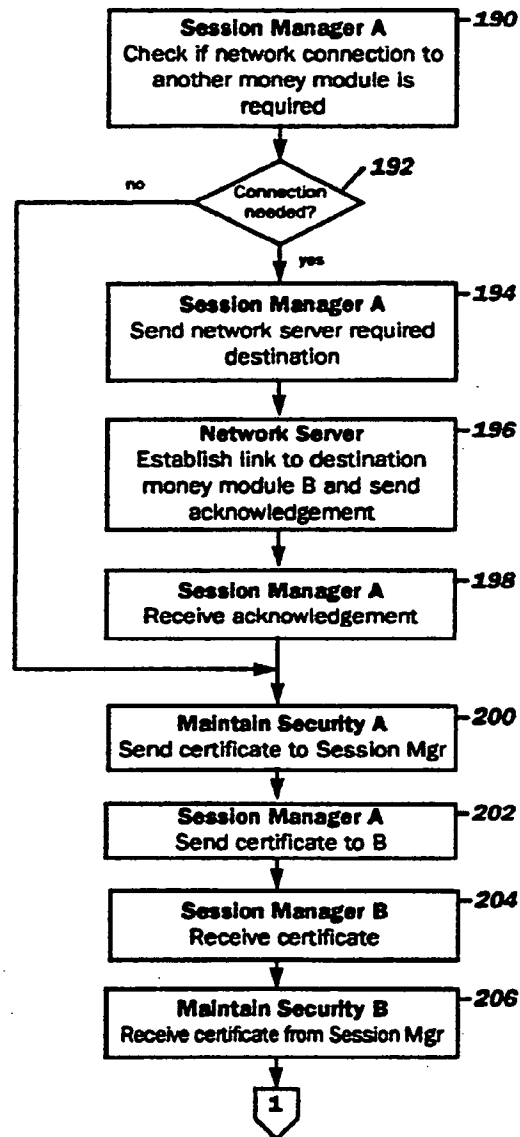 Session Manager A
190
Check if network connection to
another money module is
required
192
no
Connection
needed?
yes
Session Manager A
194
Send network server required
destination
Network Server
196
Establish link to destination
money module B and send
acknowledgement
Session Manager A
198
Receive acknowledgement
Maintain Security A
200
Send certificate to Session Mgr
Session Manager A
202
Send certificate to B
Session Manager B
204
Receive certificate
Maintain Security B
206
Receive certificate from Session Mgr
1